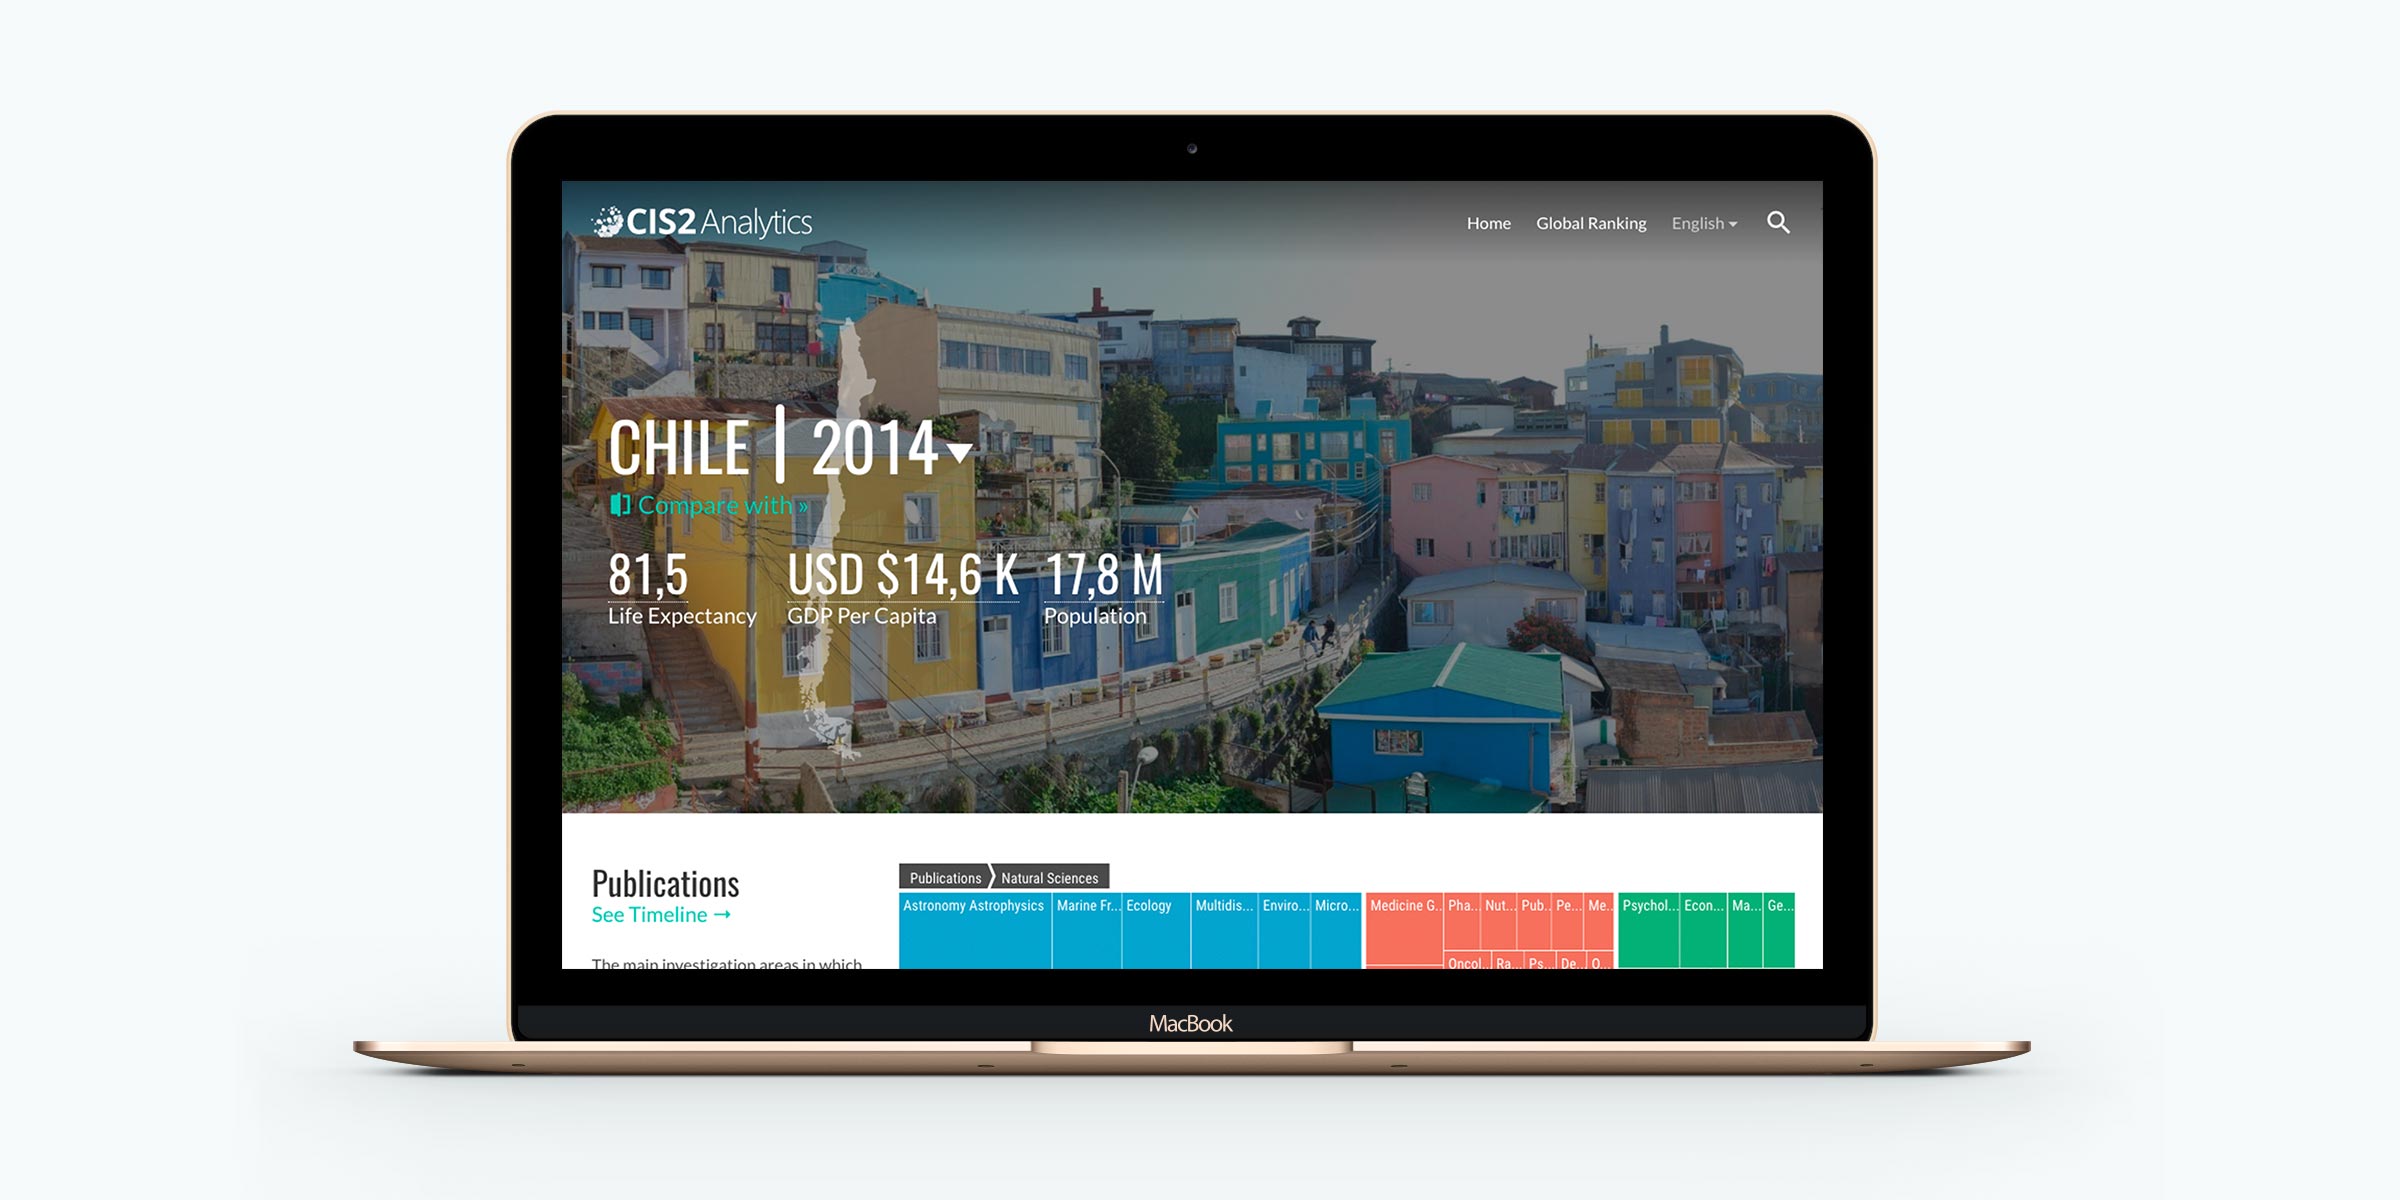 CIS2 Analytics
Home Global Ranking English
CHILE | 2014
Compare with »
81,5 USD $14,6 K 17,8 M
Life Expectancy GDP Per Capita Population
Publications
See Timeline →
The main investigation areas in which
Publications Natural Sciences
Astronomy Astrophysics Marine Fr... Ecology Multidis... Enviro... Micro... Medicine G... Pha... Nut... Pub... Pe... Me... Psychol... Econ... Ma... Ge...
Oncol... Ra... Ps... De... O...
MacBook